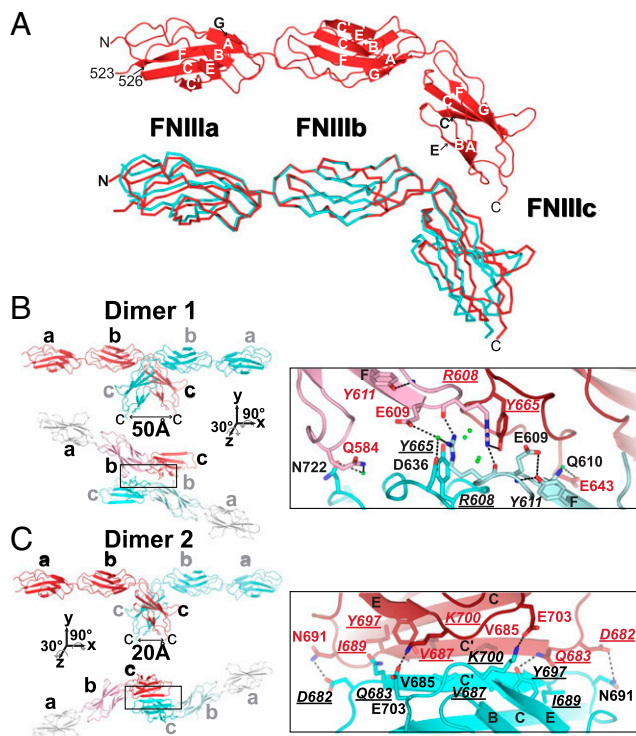 A
G
N
A
F
B
C
E
C'
523
526
C'
E
C
B
F
A
G
F
C
G
C'
E
B
A
C
FNIIIa
FNIIIb
N
FNIIIc
C
B
Dimer 1
a
b
b
a
c
c
C
C
50Å
y
90°
30°
x
z
a
b
c
b
c
a
F
R608
Y611
E609
Y665
Y665
E609
Q584
D636
Q610
N722
E643
R608
Y611
F
C
Dimer 2
a
b
b
a
c
c
C
C
20Å
y
90°
30°
x
z
c
b
b
a
a
c
E
C
Y697
K700
E703
N691
V685
D682
I689
C'
V687
K700
Q683
Y697
V685
C'
Q683
V687
I689
D682
E703
N691
B
C
E